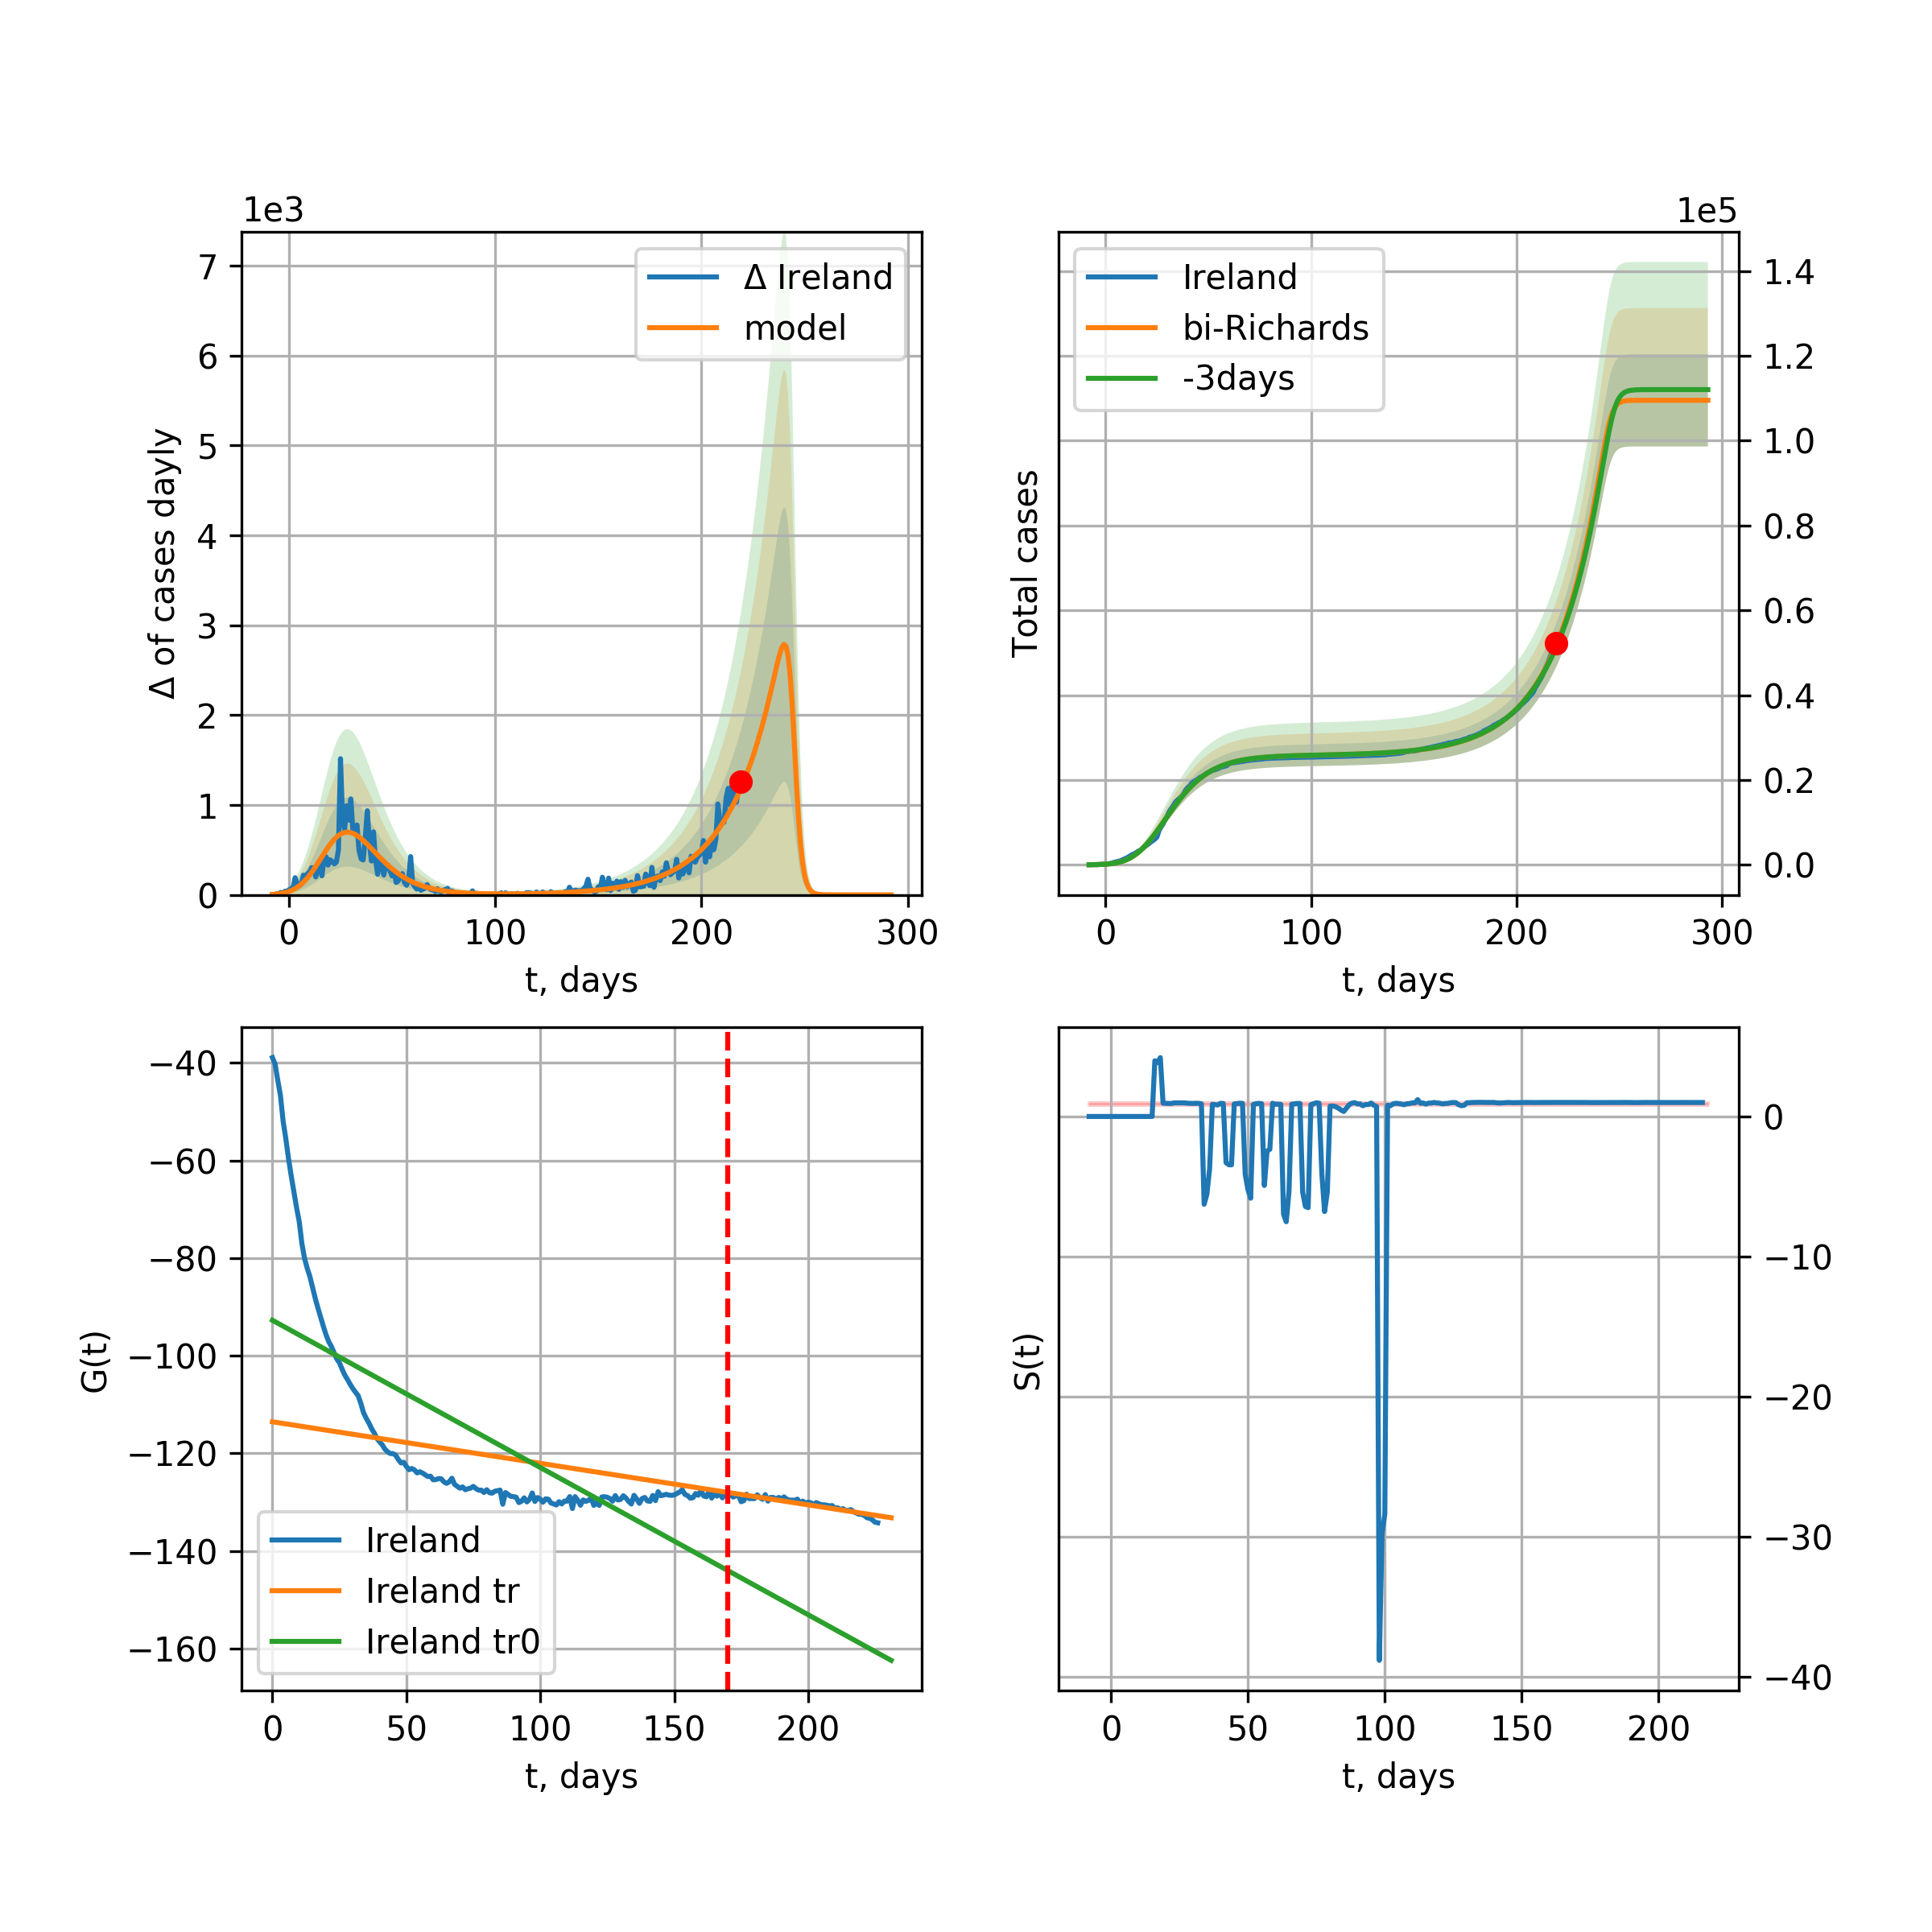 1e3
7
6
5
4
3
2
1
0
Δ of cases dayly
Δ Ireland
model
0
100
200
300
t, days
1e5
Ireland
bi-Richards
-3days
Total cases
1.4
1.2
1.0
0.8
0.6
0.4
0.2
0.0
0
100
200
300
t, days
−40
−60
−80
−100
−120
−140
−160
G(t)
Ireland
Ireland tr
Ireland tr0
0
50
100
150
200
t, days
S(t)
0
−10
−20
−30
−40
0
50
100
150
200
t, days